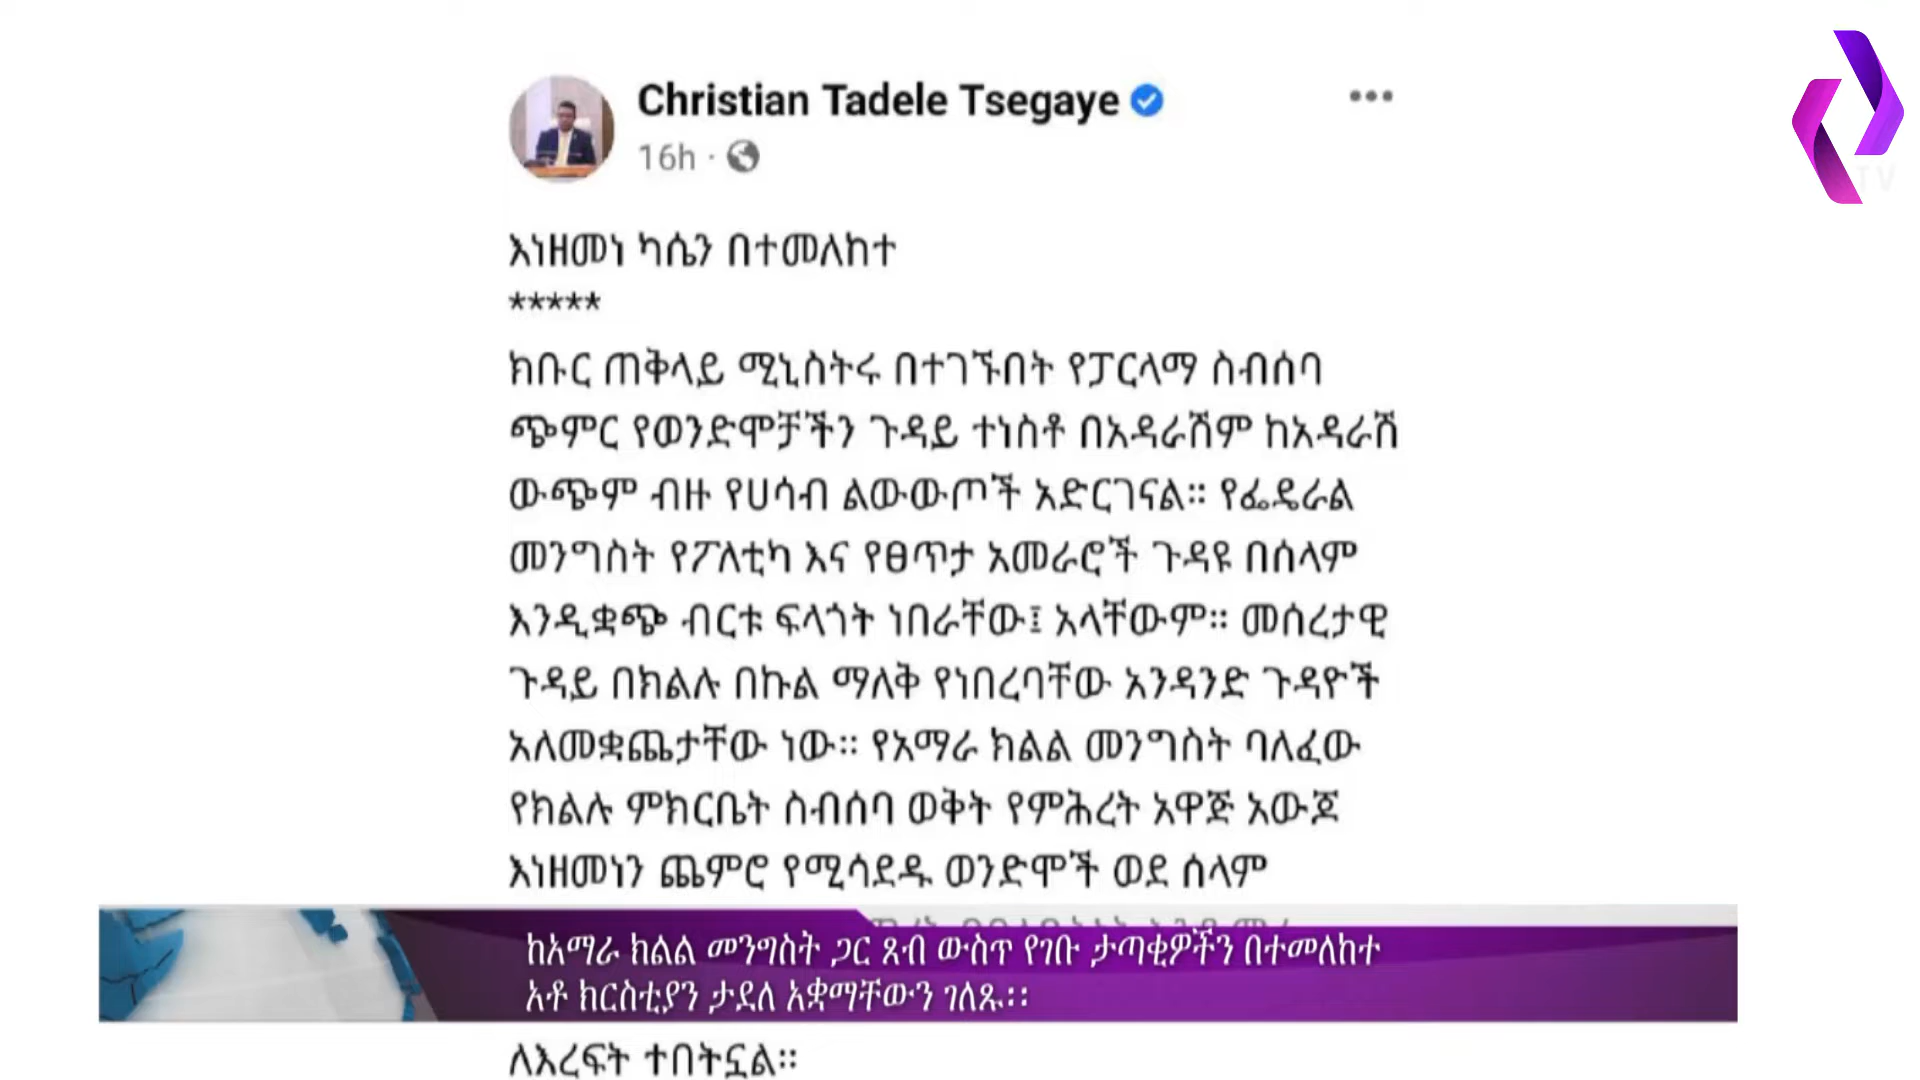 Christian Tadele Tsegaye
16h ·
TV
እነዘመነ ካሴን በተመለከተ
*****
ክቡር ጠቅላይ ሚኒስትሩ በተገኙበት የፓርላማ ስብሰባ
ጭምር የወንድሞቻችን ጉዳይ ተነስቶ በአዳራሽም ከአዳራሽ
ውጭም ብዙ የሀሳብ ልውውጦች አድርገናል። የፌዴራል
መንግስት የፖለቲካ እና የፀጥታ አመራሮች ጉዳዩ በሰላም
እንዲቋጭ ብርቱ ፍላጎት ነበራቸው፤ አላቸውም። መሰረታዊ
ጉዳይ በክልሉ በኩል ማለቅ የነበረባቸው አንዳንድ ጉዳዮች
አለመቋጨታቸው ነው። የአማራ ክልል መንግስት ባለፈው
የክልሉ ምክርቤት ስብሰባ ወቅት የምሕረት አዋጅ አውጆ
እነዘመነን ጨምሮ የሚሳደዱ ወንድሞች ወደ ሰላም
ከአማራ ክልል መንግስት ጋር ጸብ ውስጥ የገቡ ታጣቂዎችን በተመለከተ
አቶ ክርስቲያን ታደለ አቋማቸውን ገለጹ፡፡
ለእረፍት ተበትኗል።